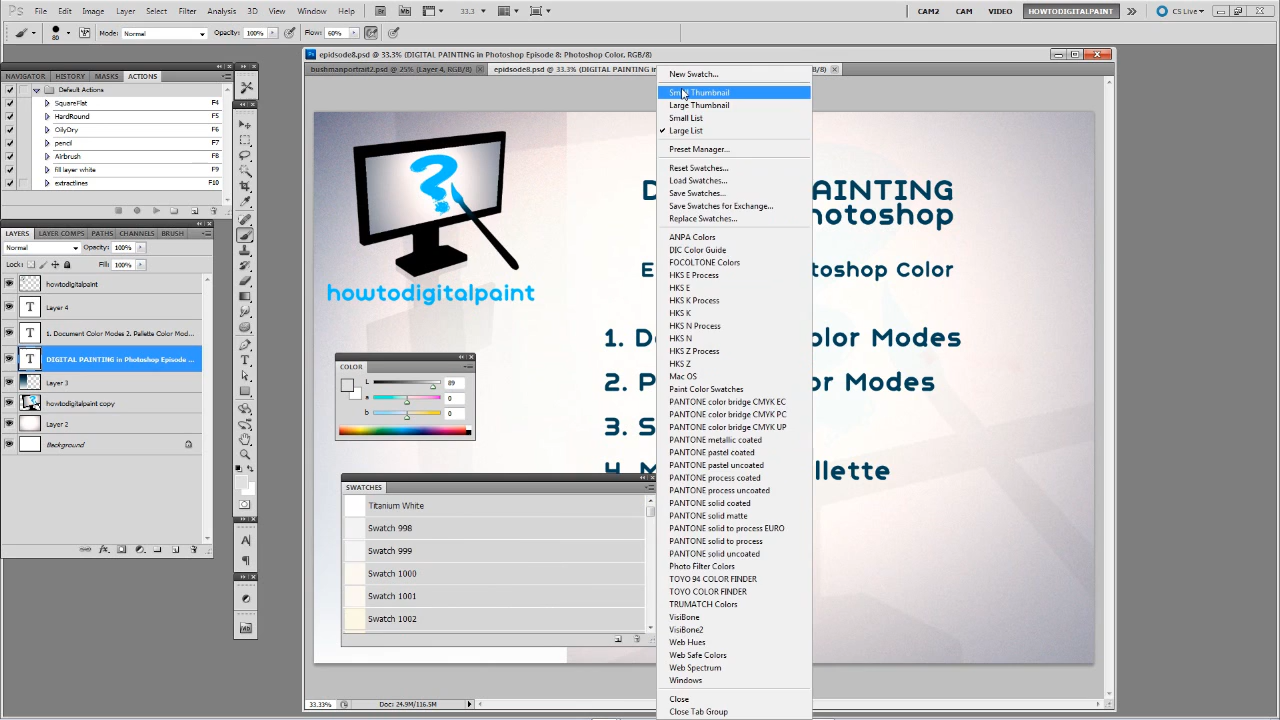 Ps File Edit Image Layer Select Filter Analysis 3D View Window Help Br Mb 33.3 CAM2 CAM VIDEO HOWTODIGITALPAINT CS Live
80 Mode: Normal Opacity: 100% Flow: 60%
epidsode8.psd @ 33.3% (DIGITAL PAINTING in Photoshop Episode 8: Photoshop Color, RGB/8)
bushmanportrait2.psd @ 25% (Layer 4, RGB/8) epidsode8.psd @ 33.3% (DIGITAL PAINTING in RGB/8)
NAVIGATOR HISTORY MASKS ACTIONS
Default Actions
SquareFlat F4
HardRound F5
OilyDry F6
pencil F7
Airbrush F8
fill layer white F9
extractlines F10
LAYERS LAYER COMPS PATHS CHANNELS BRUSH
Normal Opacity: 100%
Lock: Fill: 100%
howtodigitalpaint
T Layer 4
T 1. Document Color Modes 2. Pallette Color Mod...
T DIGITAL PAINTING in Photoshop Episode ...
Layer 3
howtodigitalpaint copy
Layer 2
Background
?
howtodigitalpaint
COLOR
L 89
a 0
b 0
SWATCHES
Titanium White
Swatch 998
Swatch 999
Swatch 1000
Swatch 1001
Swatch 1002
New Swatch...
Small Thumbnail
Large Thumbnail
Small List
Large List
Preset Manager...
Reset Swatches...
Load Swatches...
Save Swatches...
Save Swatches for Exchange...
Replace Swatches...
ANPA Colors
DIC Color Guide
FOCOLTONE Colors
HKS E Process
HKS E
HKS K Process
HKS K
HKS N Process
HKS N
HKS Z Process
HKS Z
Mac OS
Paint Color Swatches
PANTONE color bridge CMYK EC
PANTONE color bridge CMYK PC
PANTONE color bridge CMYK UP
PANTONE metallic coated
PANTONE pastel coated
PANTONE pastel uncoated
PANTONE process coated
PANTONE process uncoated
PANTONE solid coated
PANTONE solid matte
PANTONE solid to process EURO
PANTONE solid to process
PANTONE solid uncoated
Photo Filter Colors
TOYO 94 COLOR FINDER
TOYO COLOR FINDER
TRUMATCH Colors
VisiBone
VisiBone2
Web Hues
Web Safe Colors
Web Spectrum
Windows
Close
Close Tab Group
D AINTING
hotoshop
E toshop Color
1. D olor Modes
2. P or Modes
3. S
4. M llette
33.33% Doc: 24.9M/116.5M